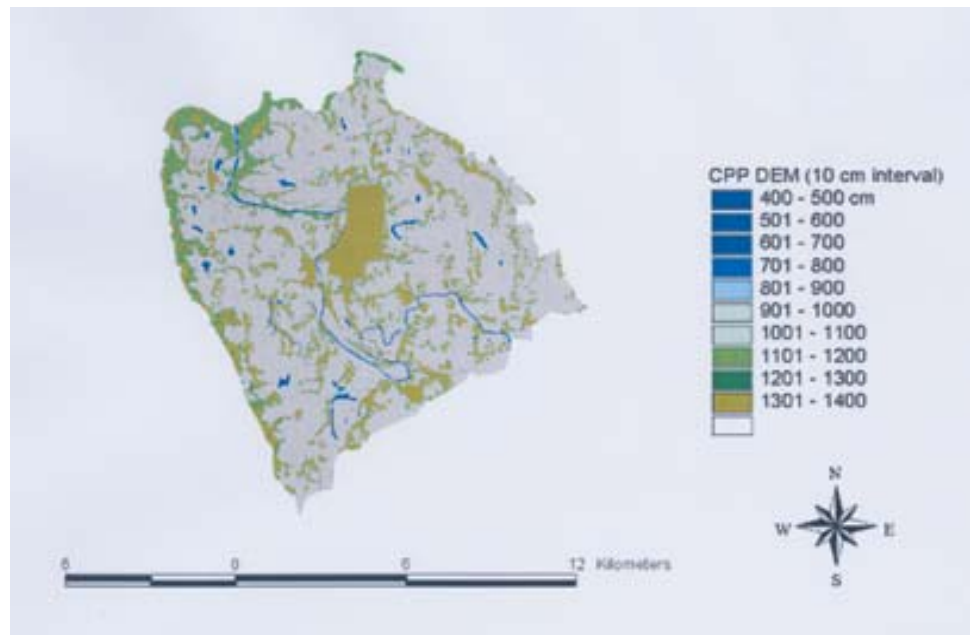 CPP DEM (10 cm interval)
400 - 500 cm
501 - 600
601 - 700
701 - 800
801 - 900
901 - 1000
1001 - 1100
1101 - 1200
1201 - 1300
1301 - 1400
N
W E
S
6 0 6 12 Kilometers